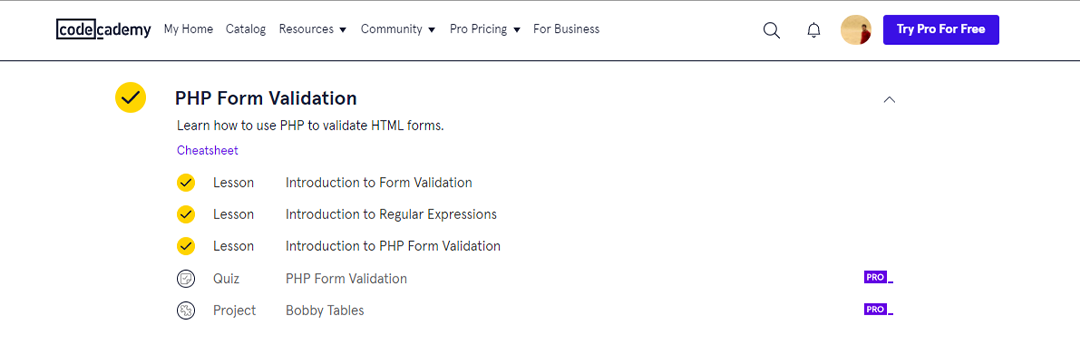 codecademy My Home Catalog Resources Community Pro Pricing For Business Try Pro For Free
PHP Form Validation
Learn how to use PHP to validate HTML forms.
Cheatsheet
Lesson Introduction to Form Validation
Lesson Introduction to Regular Expressions
Lesson Introduction to PHP Form Validation
Quiz PHP Form Validation PRO
Project Bobby Tables PRO